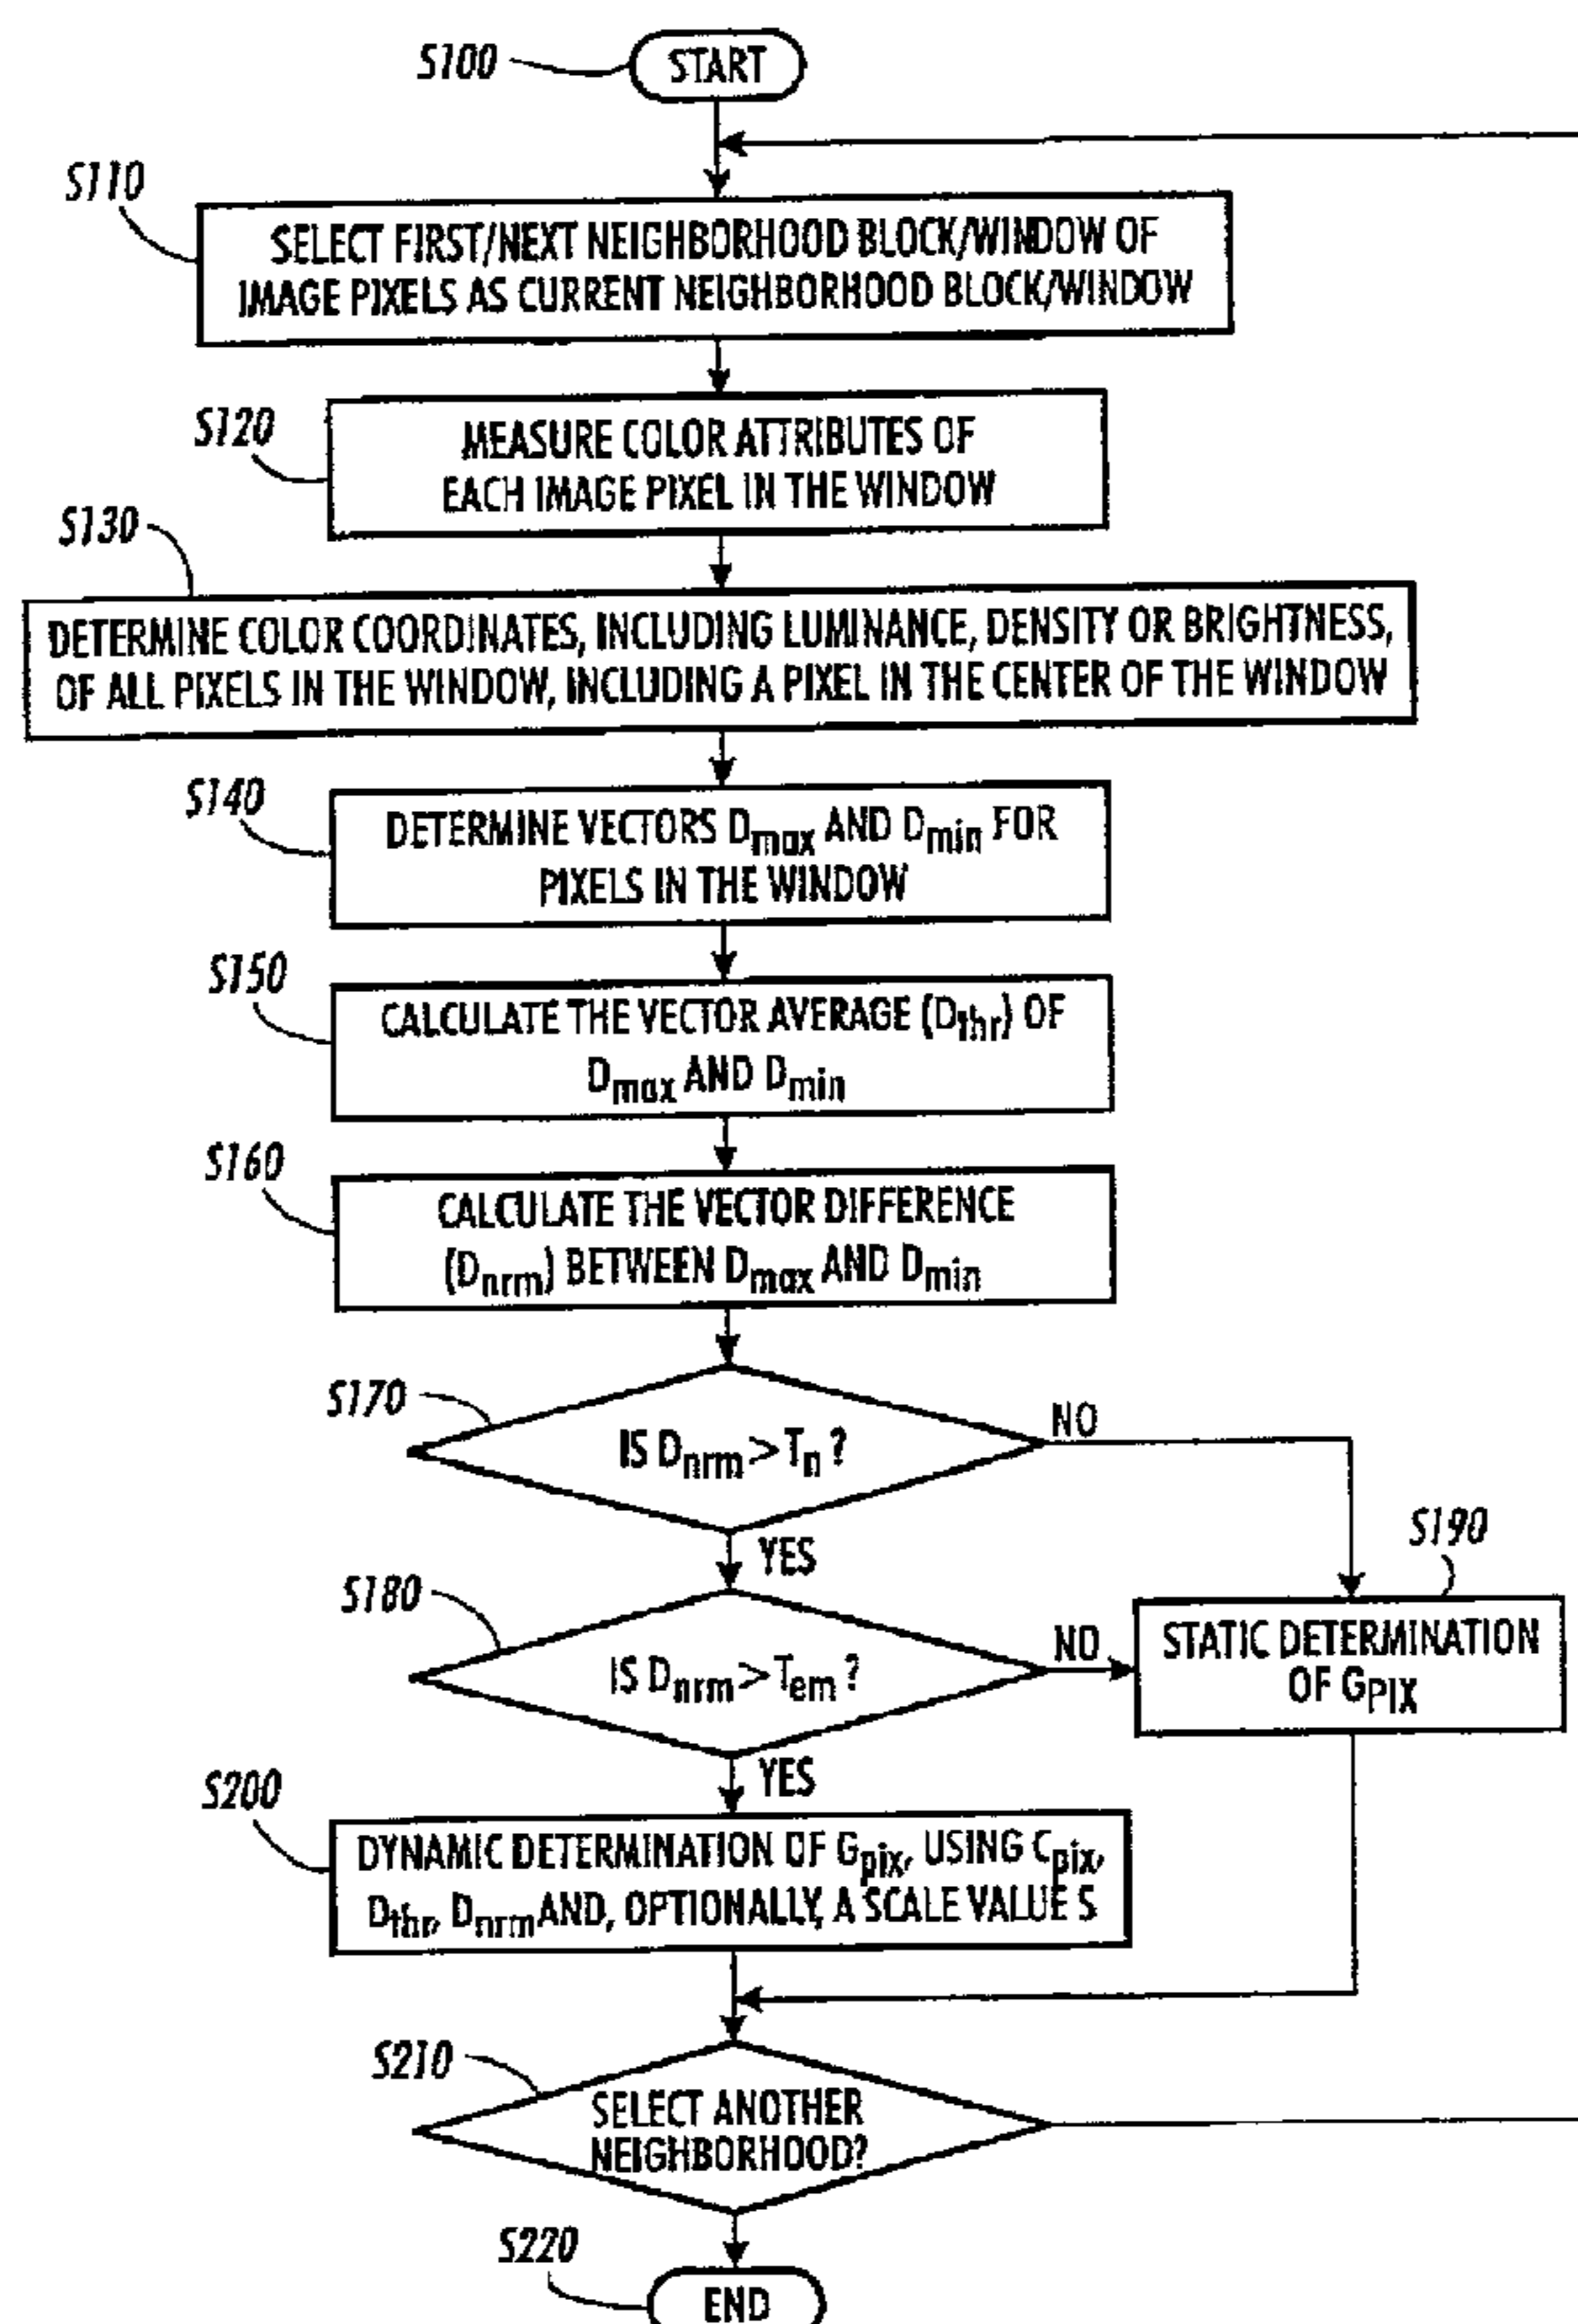 S100
START
S110
SELECT FIRST/NEXT NEIGHBORHOOD BLOCK/WINDOW OF
IMAGE PIXELS AS CURRENT NEIGHBORHOOD BLOCK/WINDOW
S120
MEASURE COLOR ATTRIBUTES OF
EACH IMAGE PIXEL IN THE WINDOW
S130
DETERMINE COLOR COORDINATES, INCLUDING LUMINANCE, DENSITY OR BRIGHTNESS,
OF ALL PIXELS IN THE WINDOW, INCLUDING A PIXEL IN THE CENTER OF THE WINDOW
S140
DETERMINE VECTORS Dmax AND Dmin FOR
PIXELS IN THE WINDOW
S150
CALCULATE THE VECTOR AVERAGE (Dthr) OF
Dmax AND Dmin
S160
CALCULATE THE VECTOR DIFFERENCE
(Dnrm) BETWEEN Dmax AND Dmin
S170
IS Dnrm > Tn ?
NO
YES
S180
IS Dnrm > Tem ?
NO
S190
STATIC DETERMINATION
OF GPIX
YES
S200
DYNAMIC DETERMINATION OF Gpix, USING Cpix,
Dthr, Dnrm AND, OPTIONALLY, A SCALE VALUE S
S210
SELECT ANOTHER
NEIGHBORHOOD?
S220
END